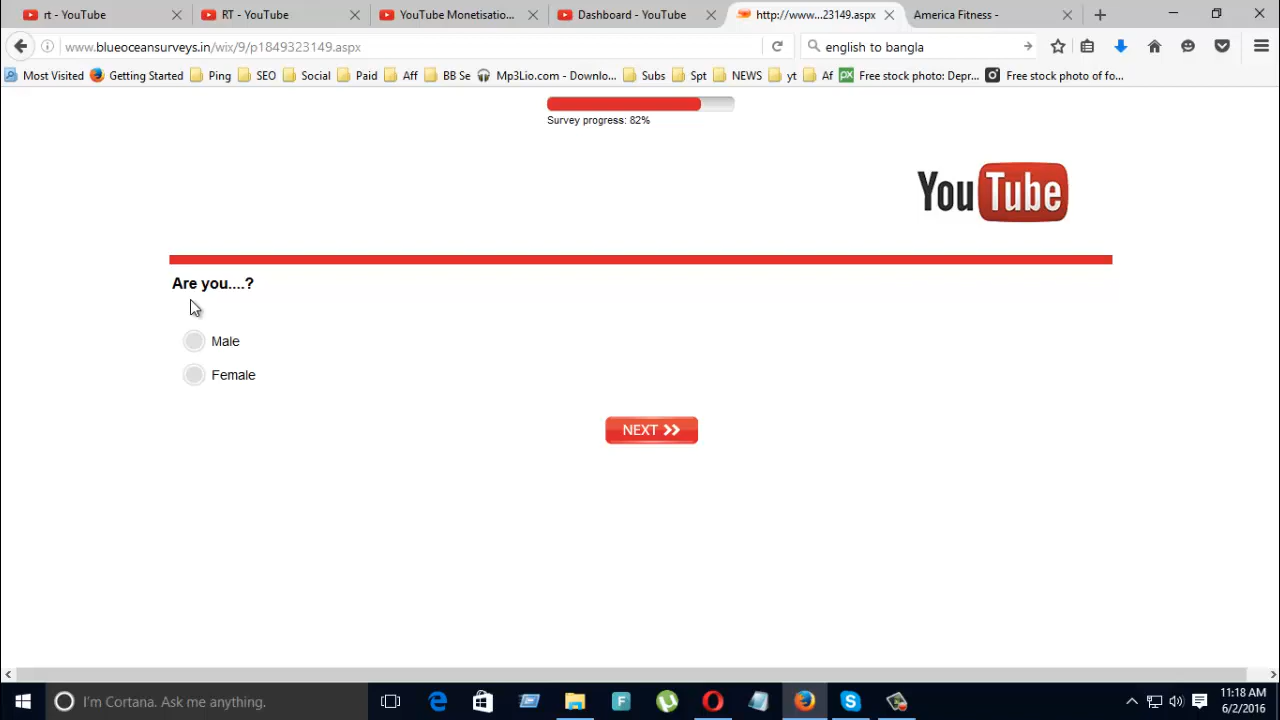 rt - YouTube
RT - YouTube
YouTube Monetisatio...
Dashboard - YouTube
http://www...23149.aspx
America Fitness -
www.blueoceansurveys.in/wix/9/p1849323149.aspx
english to bangla
Most Visited
Getting Started
Ping
SEO
Social
Paid
Aff
BB Se
Mp3Lio.com - Downlo...
Subs
Spt
NEWS
yt
Af
px
Free stock photo: Depr...
Free stock photo of fo...
Survey progress: 82%
YouTube
Are you....?
Male
Female
NEXT >>
I'm Cortana. Ask me anything.
11:18 AM
6/2/2016